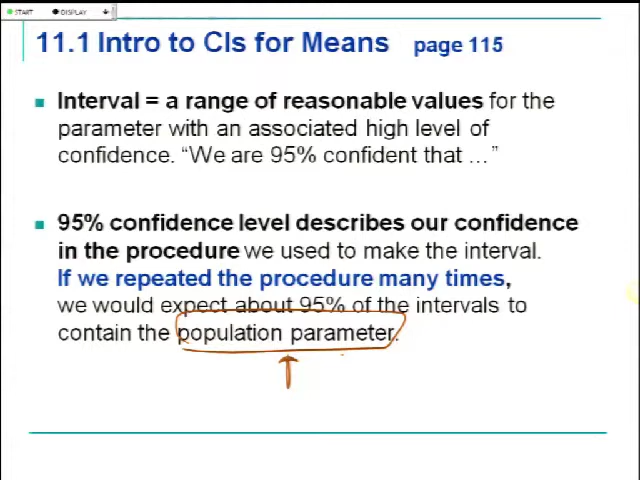 START DISPLAY
11.1 Intro to CIs for Means page 115
Interval = a range of reasonable values for the
parameter with an associated high level of
confidence. “We are 95% confident that ...”
95% confidence level describes our confidence
in the procedure we used to make the interval.
If we repeated the procedure many times,
we would expect about 95% of the intervals to
contain the population parameter.